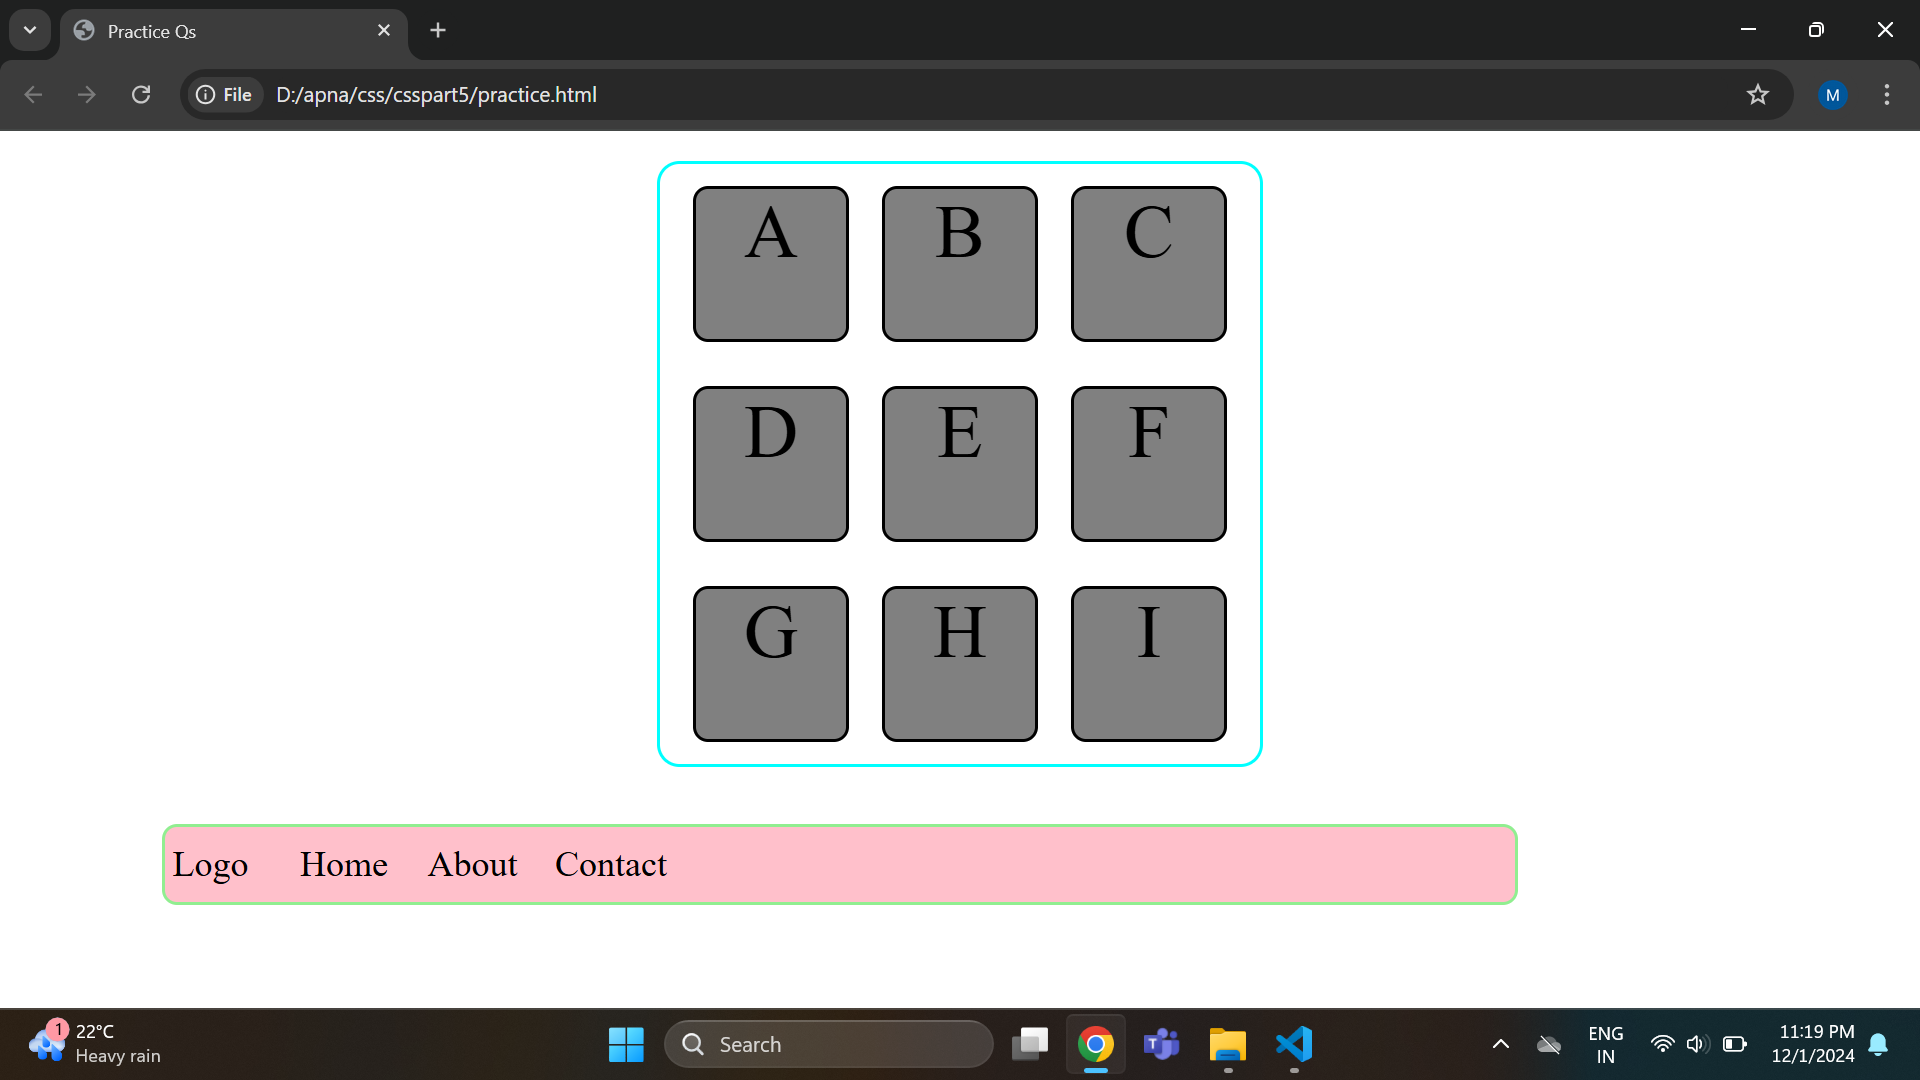 Practice Qs
File D:/apna/css/csspart5/practice.html
M
A B C
D E F
G H I
Logo Home About Contact
1
22°C
Heavy rain
Search
T
ENG
IN
11:19 PM
12/1/2024